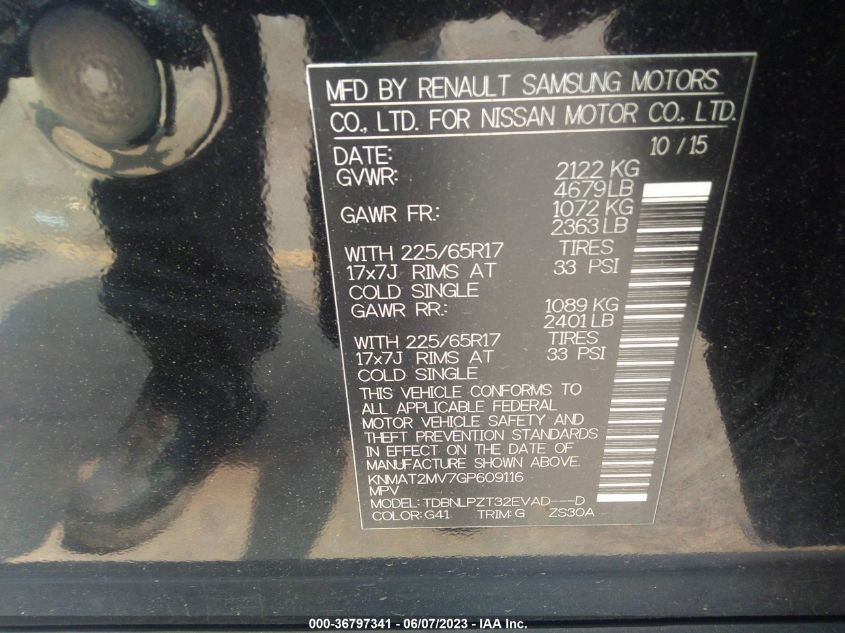 MFD BY RENAULT SAMSUNG MOTORS
CO., LTD. FOR NISSAN MOTOR CO., LTD.
DATE: 10 / 15
GVWR: 2122 KG
4679LB
GAWR FR: 1072 KG
2363 LB
WITH 225/65R17 TIRES
17x7J RIMS AT 33 PSI
COLD SINGLE
GAWR RR: 1089 KG
2401 LB
WITH 225/65R17 TIRES
17x7J RIMS AT 33 PSI
COLD SINGLE
THIS VEHICLE CONFORMS TO
ALL APPLICABLE FEDERAL
MOTOR VEHICLE SAFETY AND
THEFT PREVENTION STANDARDS
IN EFFECT ON THE DATE OF
MANUFACTURE SHOWN ABOVE.
KNMAT2MV7GP609116
MPV
MODEL: TDBNLPZT32EVAD---D
COLOR: G41 TRIM: G ZS30A
000-36797341 - 06/07/2023 - IAA Inc.